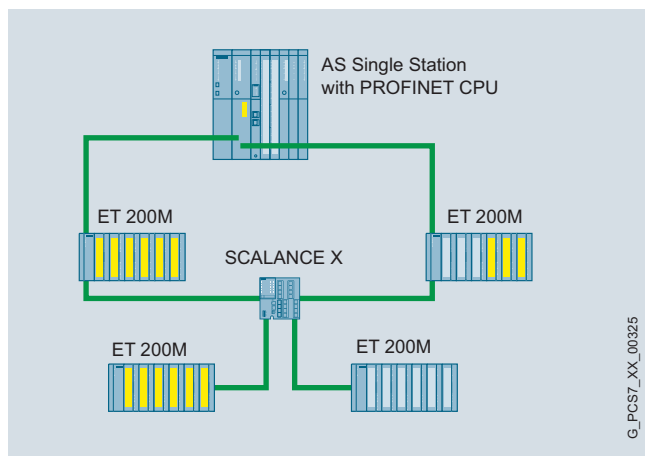 AS Single Station
with PROFINET CPU
ET 200M
ET 200M
SCALANCE X
ET 200M
ET 200M
G_PCS7_XX_00325